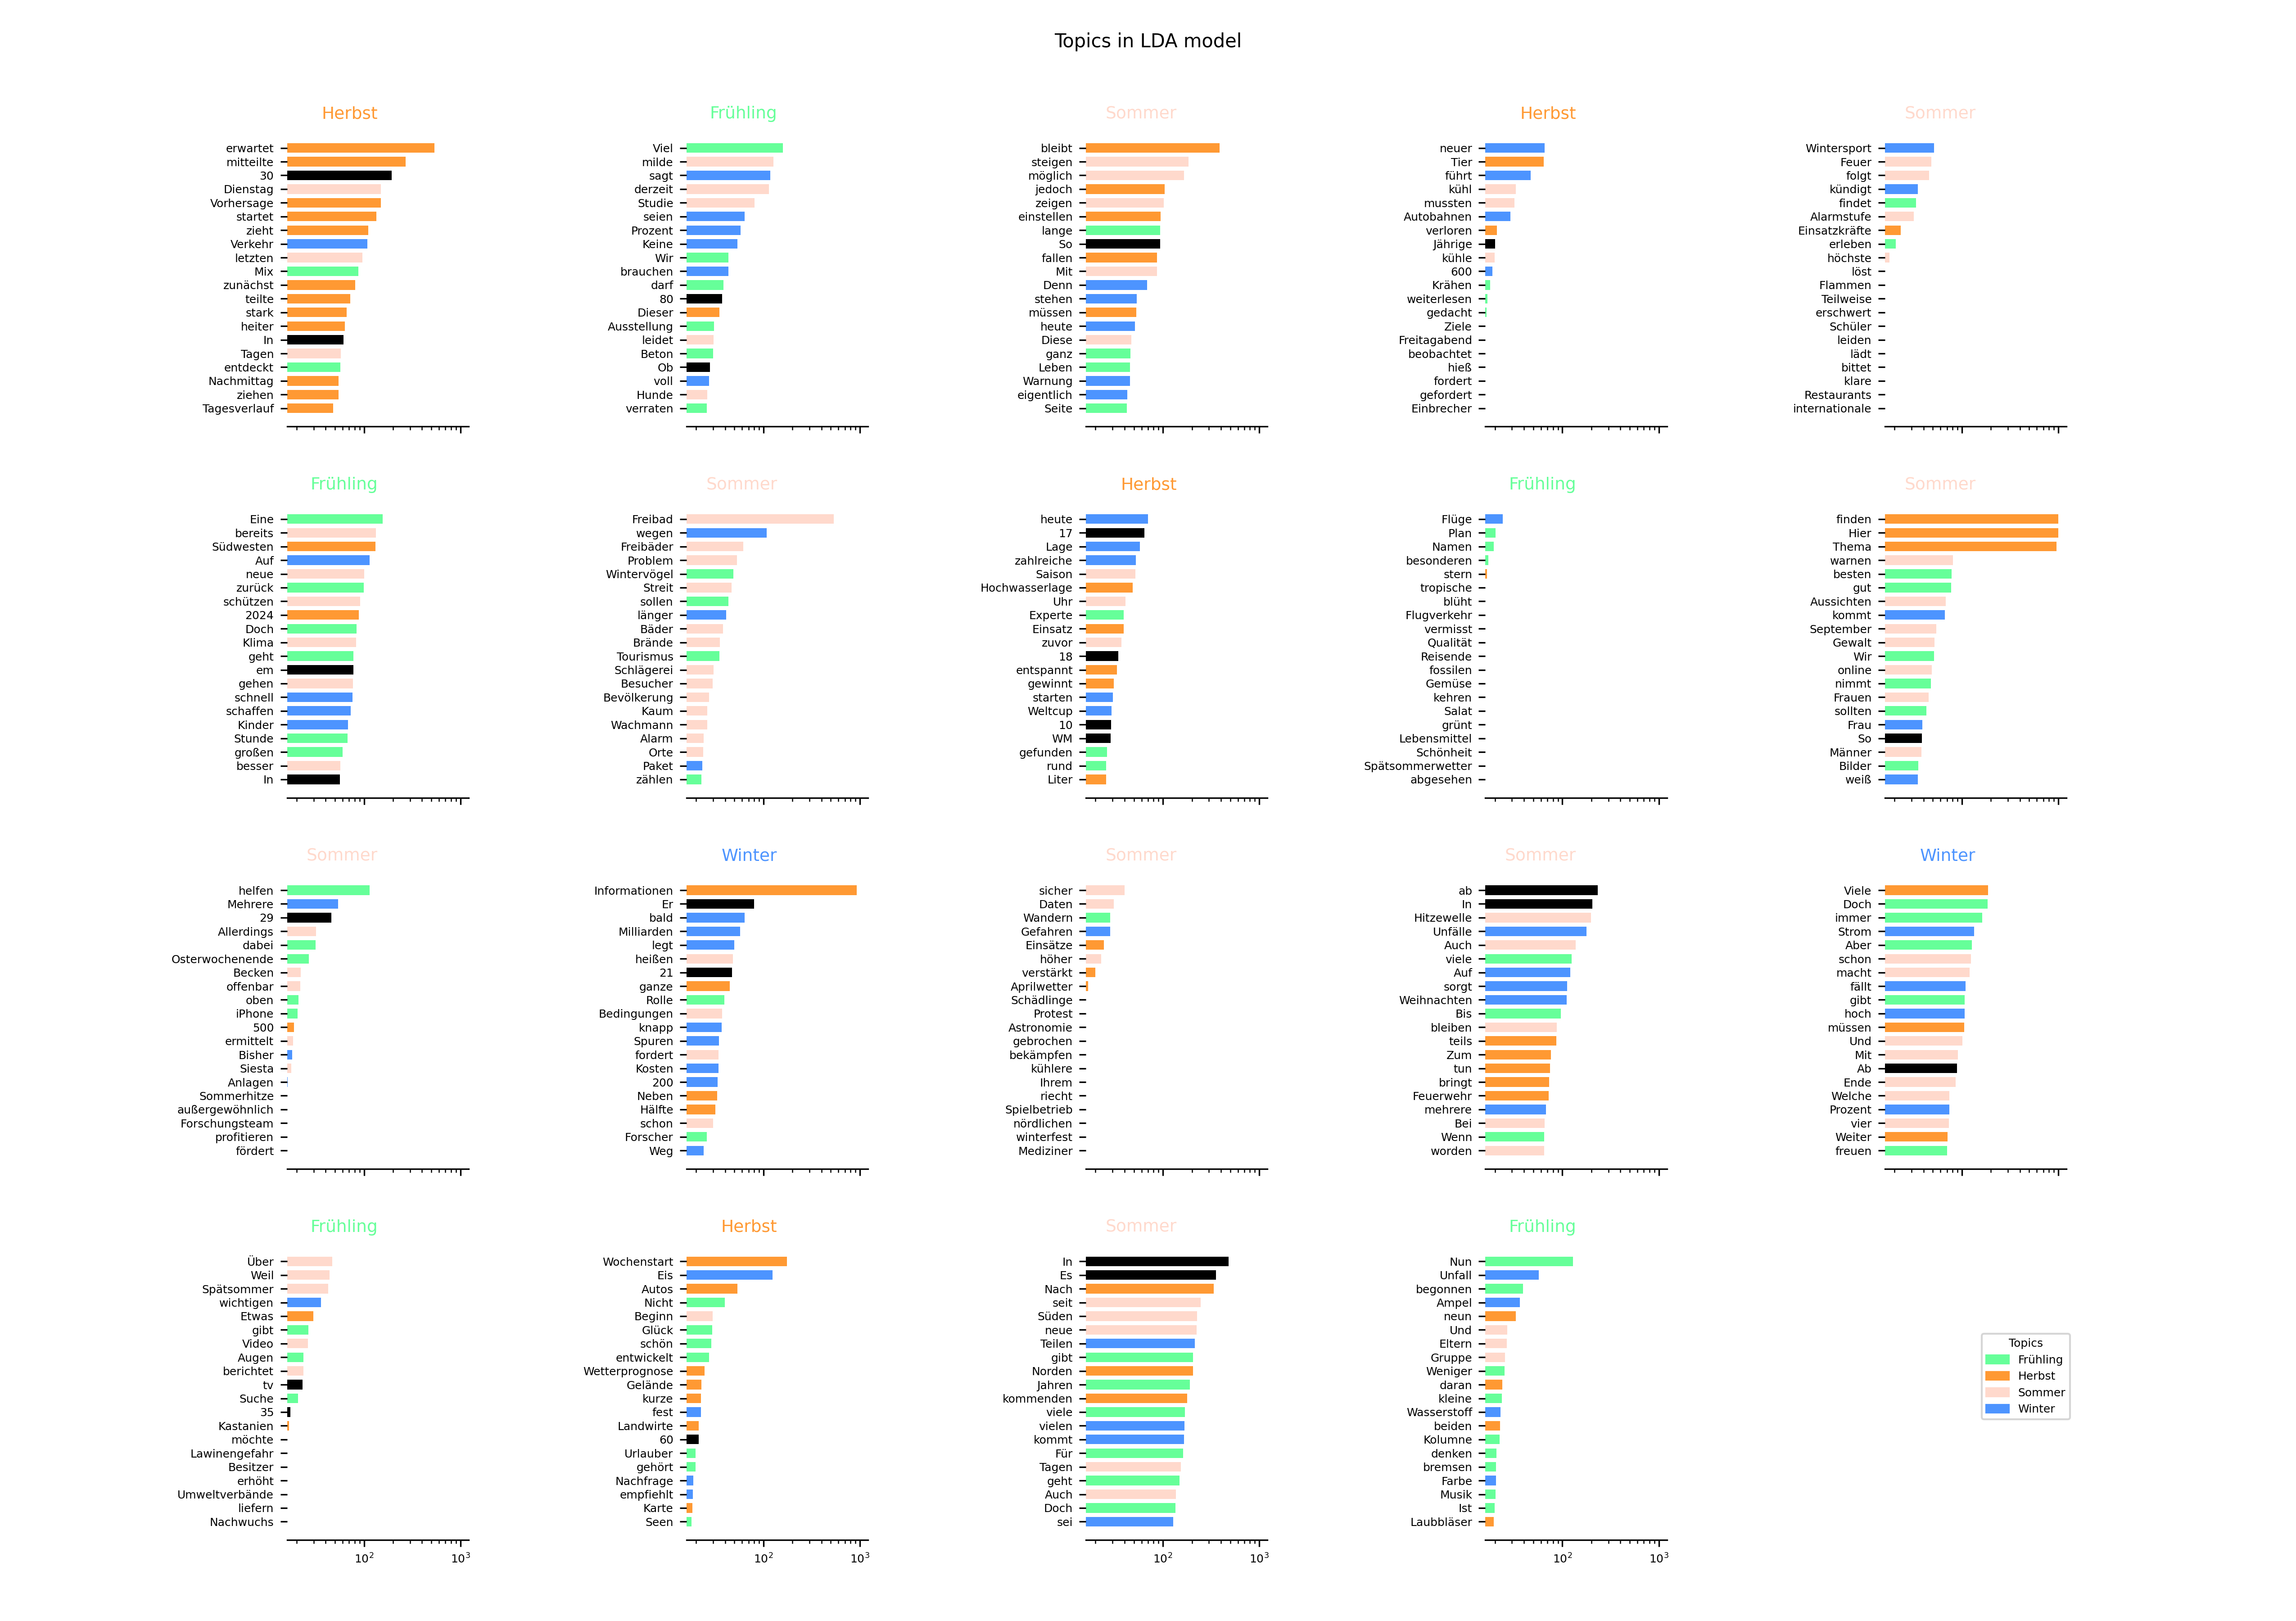 Topics in LDA model
Herbst
erwartet
mitteilte
30
Dienstag
Vorhersage
startet
zieht
Verkehr
letzten
Mix
zunächst
teilte
stark
heiter
In
Tagen
entdeckt
Nachmittag
ziehen
Tagesverlauf
Frühling
Viel
milde
sagt
derzeit
Studie
seien
Prozent
Keine
Wir
brauchen
darf
80
Dieser
Ausstellung
leidet
Beton
Ob
voll
Hunde
verraten
Sommer
bleibt
steigen
möglich
jedoch
zeigen
einstellen
lange
So
fallen
Mit
Denn
stehen
müssen
heute
Diese
ganz
Leben
Warnung
eigentlich
Seite
Herbst
neuer
Tier
führt
kühl
mussten
Autobahnen
verloren
Jährige
kühle
600
Krähen
weiterlesen
gedacht
Ziele
Freitagabend
beobachtet
hieß
fordert
gefordert
Einbrecher
Sommer
Wintersport
Feuer
folgt
kündigt
findet
Alarmstufe
Einsatzkräfte
erleben
höchste
löst
Flammen
Teilweise
erschwert
Schüler
leiden
lädt
bittet
klare
Restaurants
internationale
Frühling
Eine
bereits
Südwesten
Auf
neue
zurück
schützen
2024
Doch
Klima
geht
em
gehen
schnell
schaffen
Kinder
Stunde
großen
besser
In
Sommer
Freibad
wegen
Freibäder
Problem
Wintervögel
Streit
sollen
länger
Bäder
Brände
Tourismus
Schlägerei
Besucher
Bevölkerung
Kaum
Wachmann
Alarm
Orte
Paket
zählen
Herbst
heute
17
Lage
zahlreiche
Saison
Hochwasserlage
Uhr
Experte
Einsatz
zuvor
18
entspannt
gewinnt
starten
Weltcup
10
WM
gefunden
rund
Liter
Frühling
Flüge
Plan
Namen
besonderen
stern
tropische
blüht
Flugverkehr
vermisst
Qualität
Reisende
fossilen
Gemüse
kehren
Salat
grünt
Lebensmittel
Schönheit
Spätsommerwetter
abgesehen
Sommer
finden
Hier
Thema
warnen
besten
gut
Aussichten
kommt
September
Gewalt
Wir
online
nimmt
Frauen
sollten
Frau
So
Männer
Bilder
weiß
Sommer
helfen
Mehrere
29
Allerdings
dabei
Osterwochenende
Becken
offenbar
oben
iPhone
500
ermittelt
Bisher
Siesta
Anlagen
Sommerhitze
außergewöhnlich
Forschungsteam
profitieren
fördert
Winter
Informationen
Er
bald
Milliarden
legt
heißen
21
ganze
Rolle
Bedingungen
knapp
Spuren
fordert
Kosten
200
Neben
Hälfte
schon
Forscher
Weg
Sommer
sicher
Daten
Wandern
Gefahren
Einsätze
höher
verstärkt
Aprilwetter
Schädlinge
Protest
Astronomie
gebrochen
bekämpfen
kühlere
Ihrem
riecht
Spielbetrieb
nördlichen
winterfest
Mediziner
Sommer
ab
In
Hitzewelle
Unfälle
Auch
viele
Auf
sorgt
Weihnachten
Bis
bleiben
teils
Zum
tun
bringt
Feuerwehr
mehrere
Bei
Wenn
worden
Winter
Viele
Doch
immer
Strom
Aber
schon
macht
fällt
gibt
hoch
müssen
Und
Mit
Ab
Ende
Welche
Prozent
vier
Weiter
freuen
Frühling
Über
Weil
Spätsommer
wichtigen
Etwas
gibt
Video
Augen
berichtet
tv
Suche
35
Kastanien
möchte
Lawinengefahr
Besitzer
erhöht
Umweltverbände
liefern
Nachwuchs
10²
10³
Herbst
Wochenstart
Eis
Autos
Nicht
Beginn
Glück
schön
entwickelt
Wetterprognose
Gelände
kurze
fest
Landwirte
60
Urlauber
gehört
Nachfrage
empfiehlt
Karte
Seen
10²
10³
Sommer
In
Es
Nach
seit
Süden
neue
Teilen
gibt
Norden
Jahren
kommenden
viele
vielen
kommt
Für
Tagen
geht
Auch
Doch
sei
10²
10³
Frühling
Nun
Unfall
begonnen
Ampel
neun
Und
Eltern
Gruppe
Weniger
daran
kleine
Wasserstoff
beiden
Kolumne
denken
bremsen
Farbe
Musik
Ist
Laubbläser
10²
10³
Topics
Frühling
Herbst
Sommer
Winter